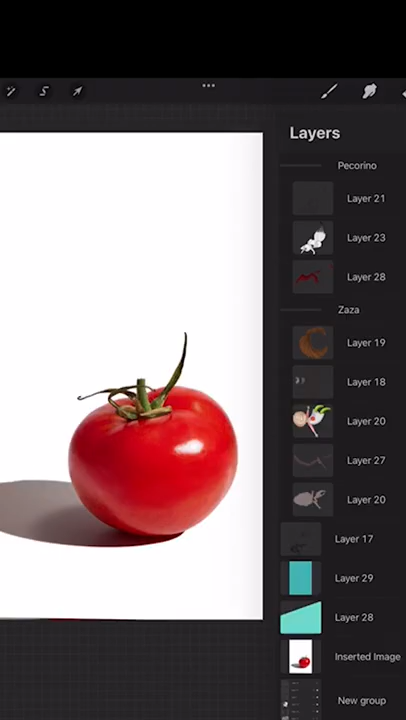 Layers
Pecorino
Layer 21
Layer 23
Layer 28
Zaza
Layer 19
Layer 18
Layer 20
Layer 27
Layer 20
Layer 17
Layer 29
Layer 28
Inserted Image
New group